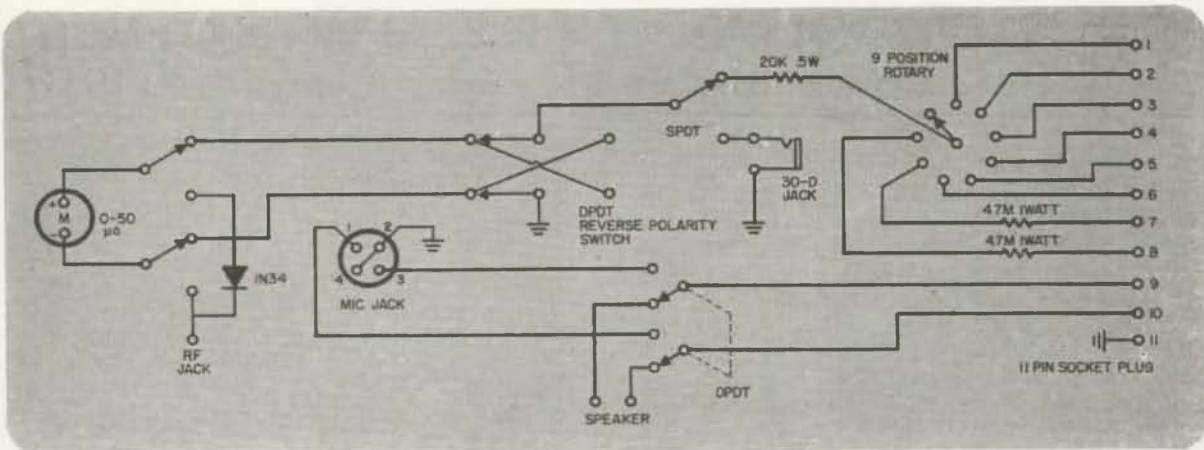 20K .5W
9 POSITION
ROTARY
1
2
3
4
5
6
7
8
9
10
11
SPDT
30-D
JACK
47M 1WATT
47M 1WATT
+
M
-
0-50
μa
DPDT
REVERSE POLARITY
SWITCH
1
2
3
4
MIC JACK
IN34
RF
JACK
DPDT
SPEAKER
11 PIN SOCKET PLUG